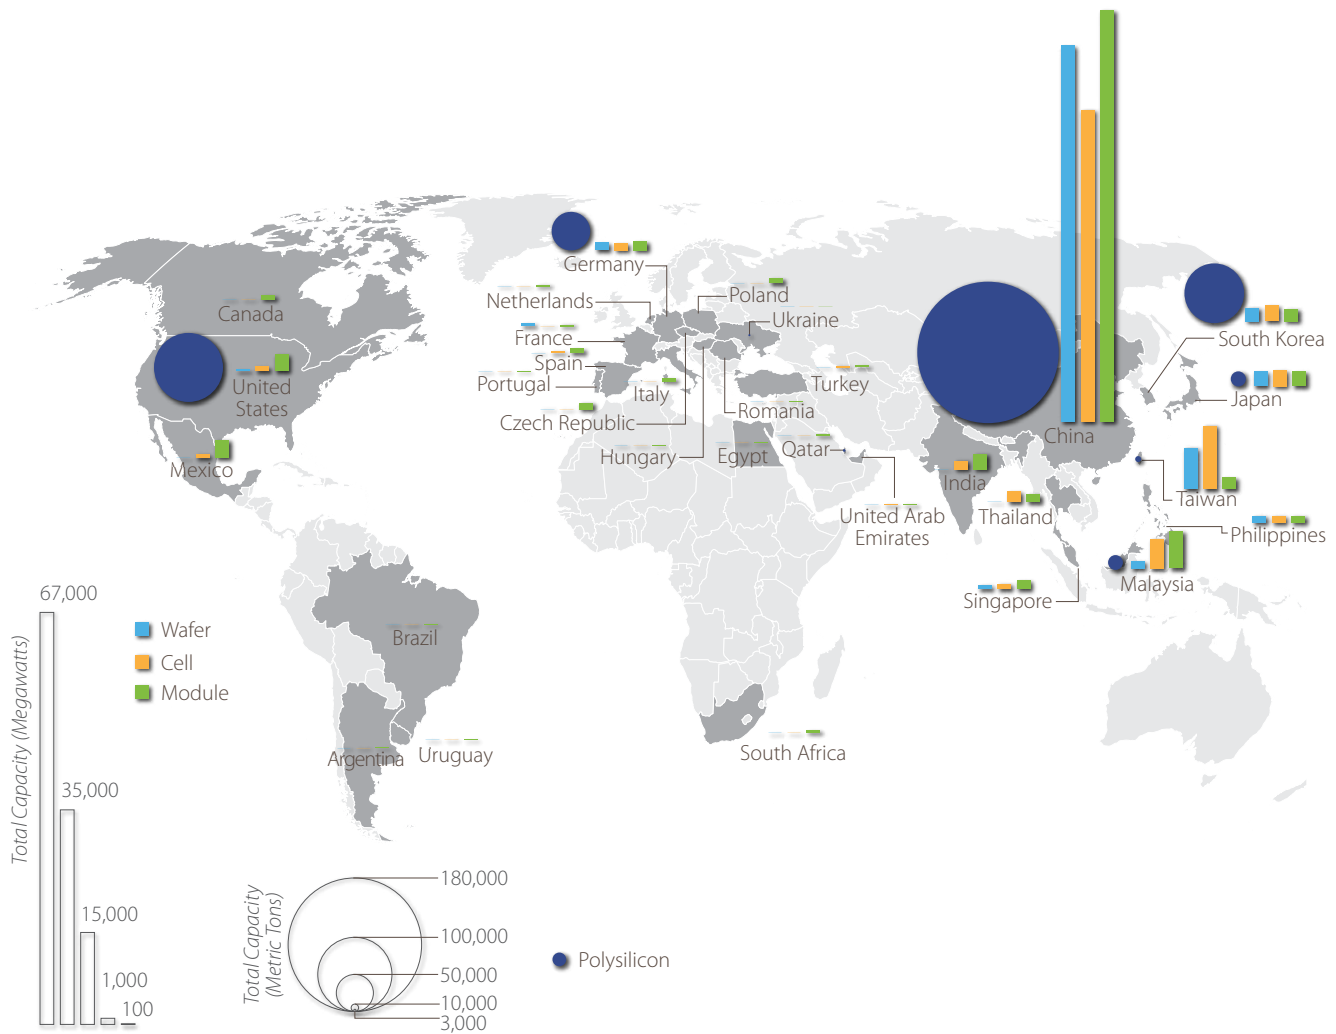 Canada
United
States
Mexico
Germany
Netherlands
France
Spain
Portugal
Italy
Czech Republic
Hungary
Poland
Ukraine
Turkey
Romania
Egypt
Qatar
United Arab
Emirates
China
India
Thailand
Singapore
South Korea
Japan
Taiwan
Philippines
Malaysia
Brazil
Argentina
Uruguay
South Africa
Total Capacity (Megawatts)
67,000
35,000
15,000
1,000
100
Wafer
Cell
Module
Total Capacity
(Metric Tons)
180,000
100,000
50,000
10,000
3,000
Polysilicon